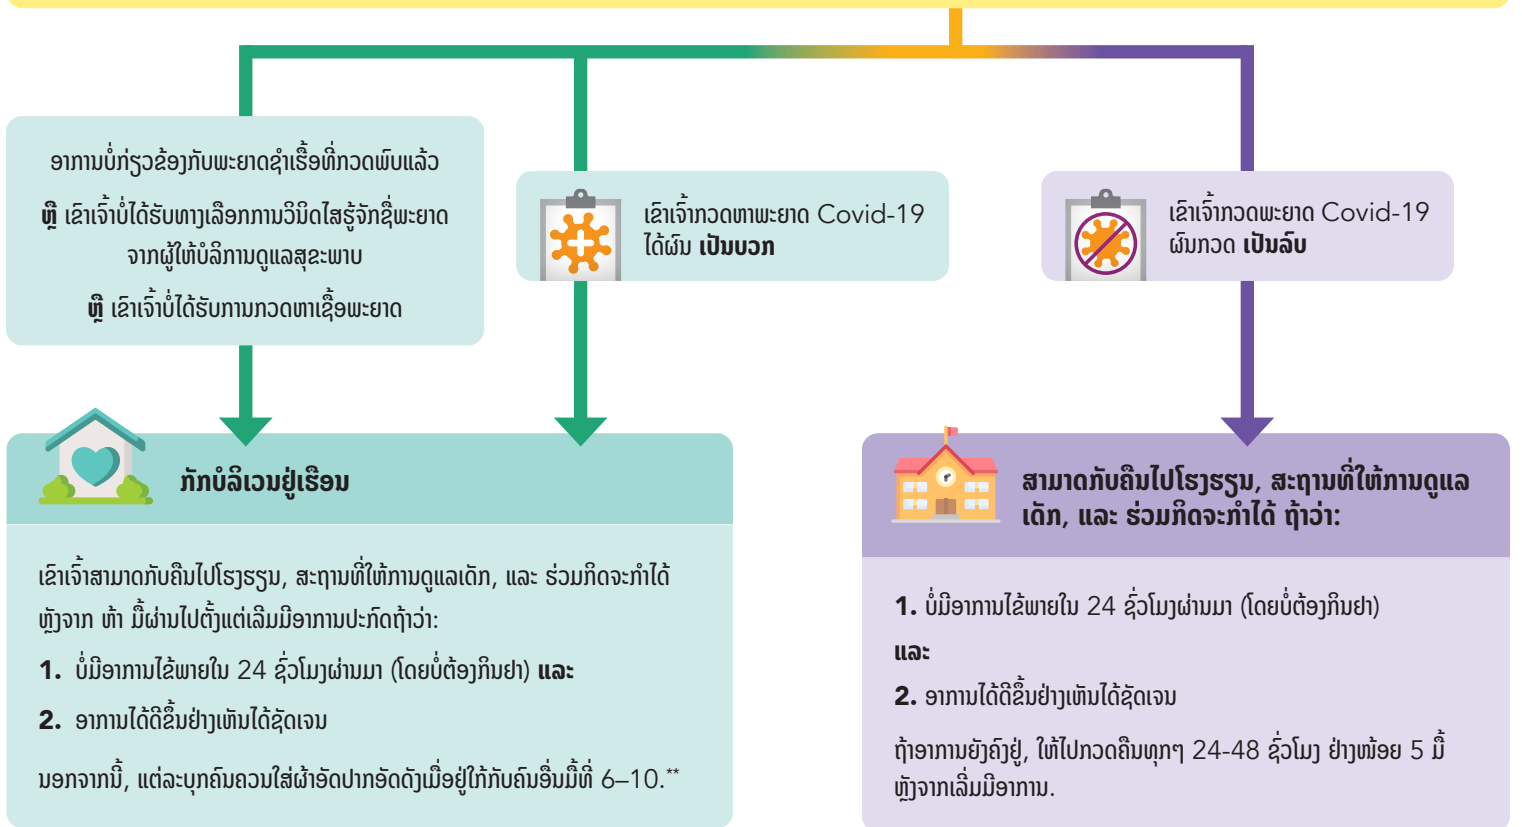 ອາການບໍ່ກ່ຽວຂ້ອງກັບພະຍາດຊຳເຮື້ອທີ່ກວດພົບແລ້ວ
ຫຼື ເຂົາເຈົ້າບໍ່ໄດ້ຮັບທາງເລືອກການວິນິດໄສຮູ້ຈັກຊື່ພະຍາດ
ຈາກຜູ້ໃຫ້ບໍລິການດູແລສຸຂະພາບ
ຫຼື ເຂົາເຈົ້າບໍ່ໄດ້ຮັບການກວດຫາເຊື້ອພະຍາດ
ເຂົາເຈົ້າກວດຫາພະຍາດ Covid-19
ໄດ້ຜົນ ເປັນບວກ
ເຂົາເຈົ້າກວດພະຍາດ Covid-19
ຜົນກວດ ເປັນລົບ
ກັກບໍລິເວນຢູ່ເຮືອນ
ເຂົາເຈົ້າສາມາດກັບຄືນໄປໂຮງຮຽນ, ສະຖານທີ່ໃຫ້ການດູແລເດັກ, ແລະ ຮ່ວມກິດຈະກຳໄດ້
ຫຼັງຈາກ ຫ້າ ມື້ຜ່ານໄປຕັ້ງແຕ່ເລີ່ມມີອາການປະກົດຖ້າວ່າ:
1. ບໍ່ມີອາການໄຂ້ພາຍໃນ 24 ຊົ່ວໂມງຜ່ານມາ (ໂດຍບໍ່ຕ້ອງກິນຢາ) ແລະ
2. ອາການໄດ້ດີຂຶ້ນຢ່າງເຫັນໄດ້ຊັດເຈນ
ນອກຈາກນີ້, ແຕ່ລະບຸກຄົນຄວນໃສ່ຜ້າອັດປາກອັດດັງເມື່ອຢູ່ໃກ້ກັບຄົນອື່ນມື້ທີ່ 6–10.**
ສາມາດກັບຄືນໄປໂຮງຮຽນ, ສະຖານທີ່ໃຫ້ການດູແລ
ເດັກ, ແລະ ຮ່ວມກິດຈະກຳໄດ້ ຖ້າວ່າ:
1. ບໍ່ມີອາການໄຂ້ພາຍໃນ 24 ຊົ່ວໂມງຜ່ານມາ (ໂດຍບໍ່ຕ້ອງກິນຢາ)
ແລະ
2. ອາການໄດ້ດີຂຶ້ນຢ່າງເຫັນໄດ້ຊັດເຈນ
ຖ້າອາການຍັງຄົງຢູ່, ໃຫ້ໄປກວດຄືນທຸກໆ 24-48 ຊົ່ວໂມງ ຢ່າງໜ້ອຍ 5 ມື້
ຫຼັງຈາກເລີ່ມມີອາການ.